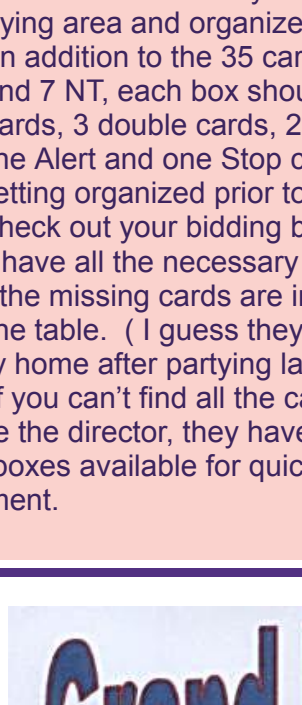 ying area and organize
n addition to the 35 car
nd 7 NT, each box shou
ards, 3 double cards, 2
ne Alert and one Stop c
etting organized prior to
heck out your bidding b
have all the necessary
the missing cards are in
ne table. ( I guess they
y home after partying la
f you can’t find all the ca
e the director, they have
boxes available for quic
ment.
Grand